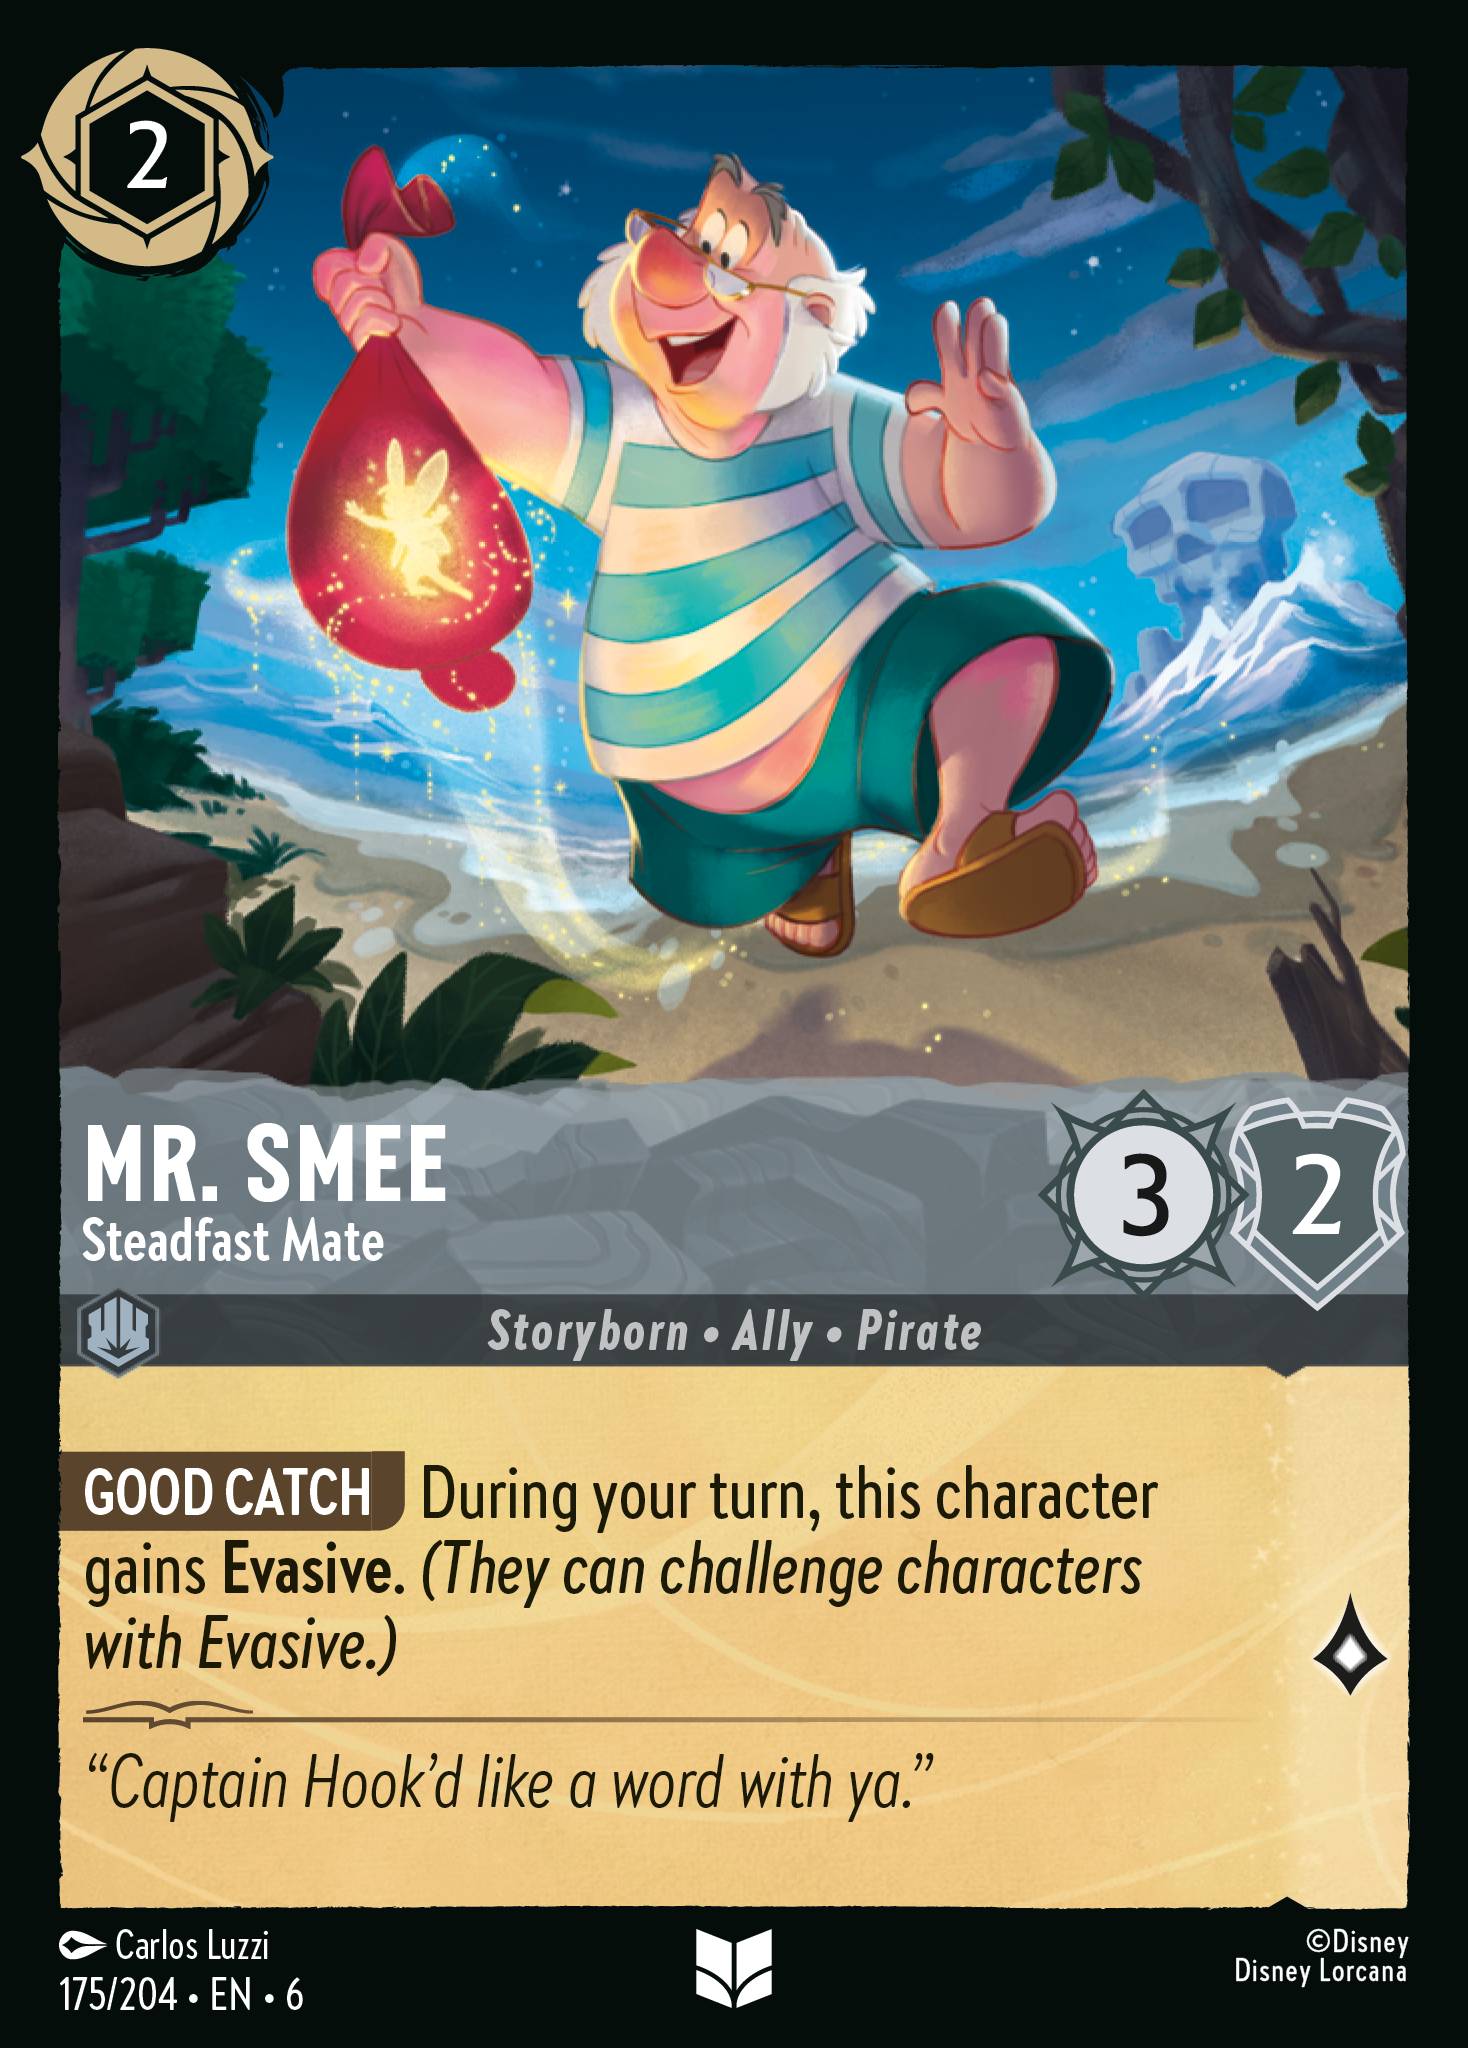 2
MR. SMEE
Steadfast Mate
3
2
Storyborn • Ally • Pirate
GOOD CATCH During your turn, this character
gains Evasive. (They can challenge characters
with Evasive.)
“Captain Hook’d like a word with ya.”
Carlos Luzzi
175/204 • EN • 6
©Disney
Disney Lorcana